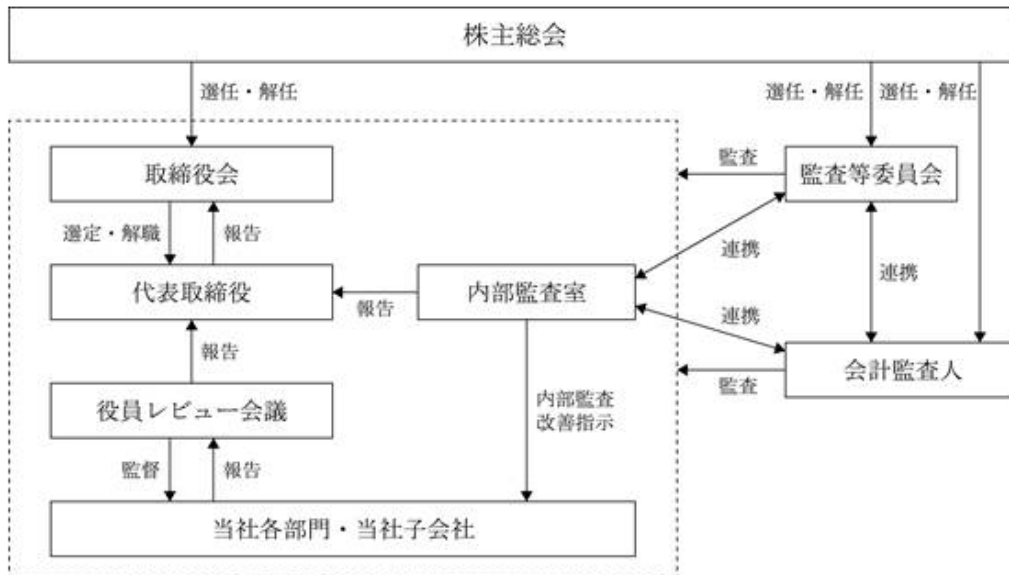 株主総会
選任・解任
選任・解任
選任・解任
取締役会
監査
監査等委員会
選定・解職
報告
連携
連携
代表取締役
報告
内部監査室
連携
報告
監査
会計監査人
役員レビュー会議
内部監査
改善指示
監督
報告
当社各部門・当社子会社